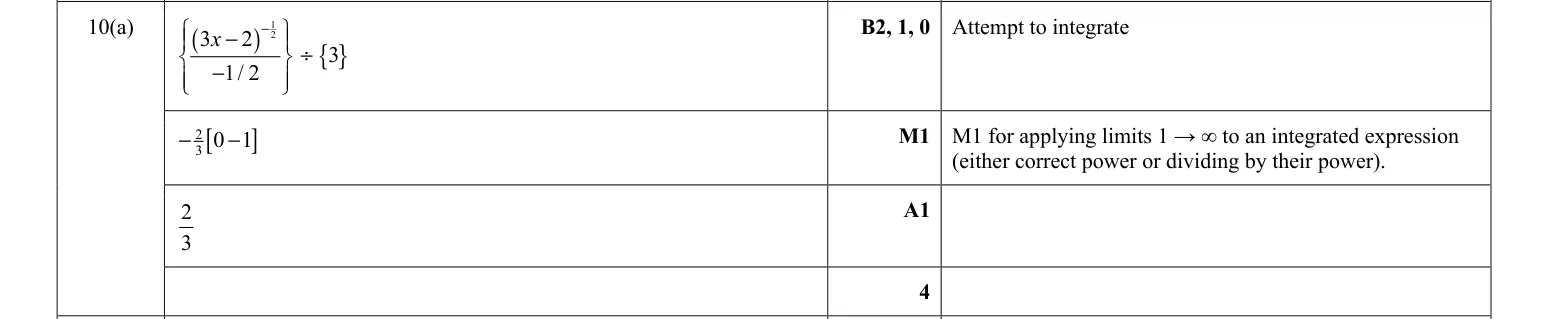 10(a) {(3x − 2)^(−1/2) / (−1/2)} ÷ {3} B2, 1, 0 Attempt to integrate
−2/3[0 − 1] M1 M1 for applying limits 1 → ∞ to an integrated expression
(either correct power or dividing by their power).
2/3 A1
4